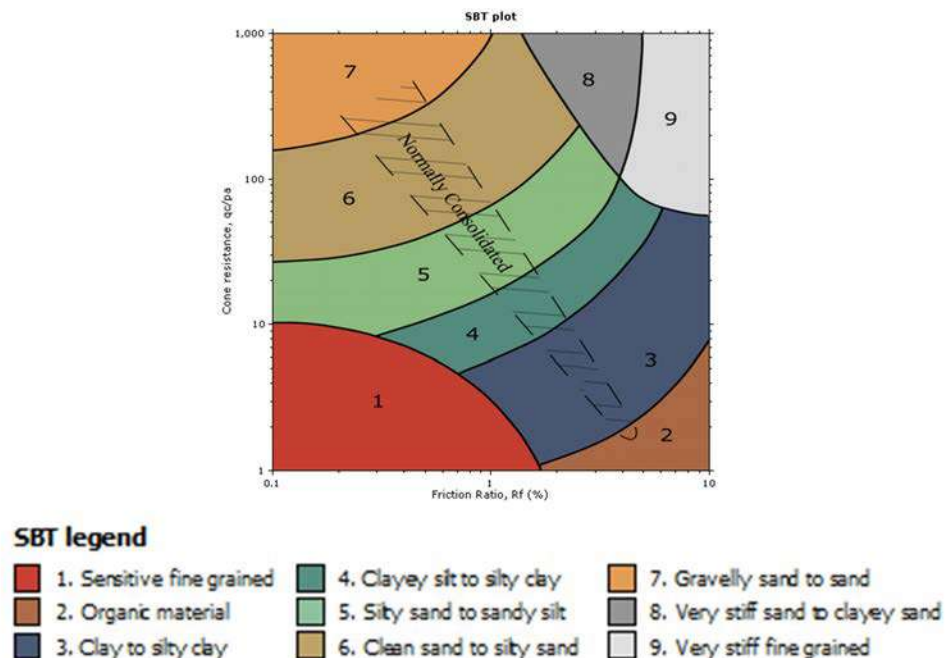 SBT plot
1,000
7
8
9
Normally Consolidated
100
6
Cone resistance, qc/pa
5
10
4
3
1
2
1
0.1
1
10
Friction Ratio, Rf (%)
SBT legend
1. Sensitive fine grained
4. Clayey silt to silty clay
7. Gravelly sand to sand
2. Organic material
5. Silty sand to sandy silt
8. Very stiff sand to clayey sand
3. Clay to silty clay
6. Clean sand to silty sand
9. Very stiff fine grained